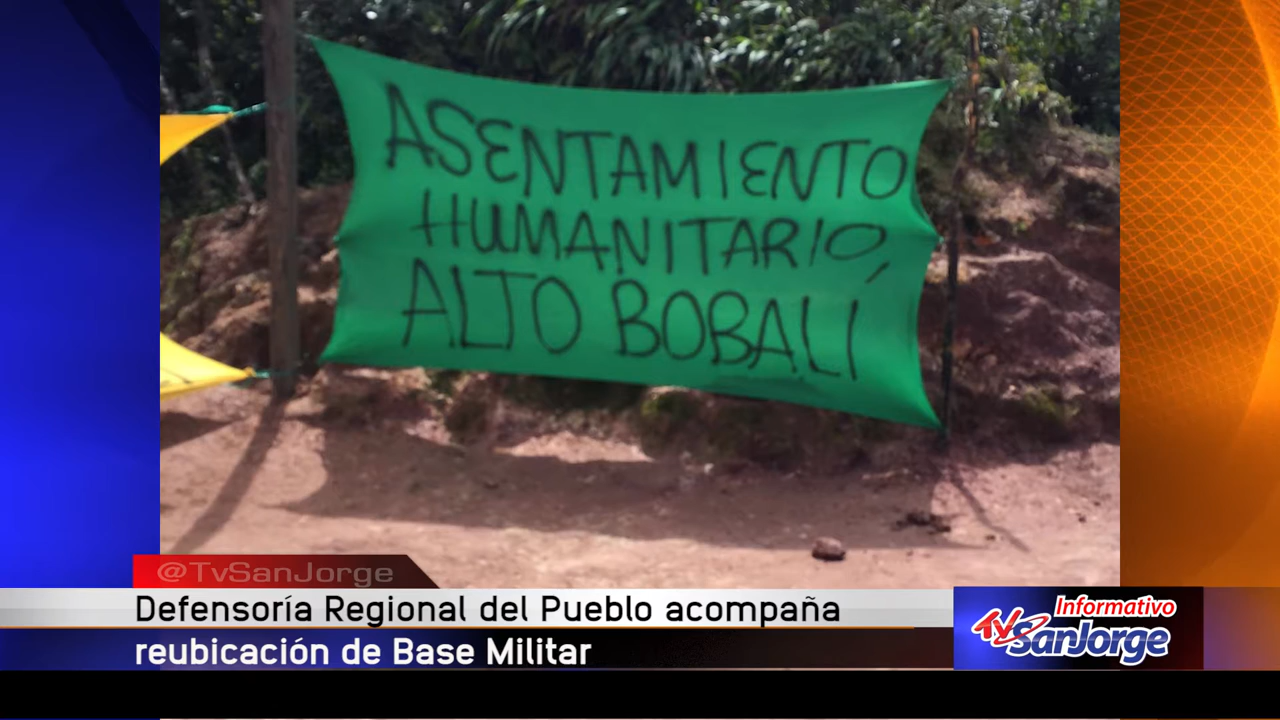 ASENTAMIENTO
HUMANITARIO,
ALTO BOBALÍ
@TvSanJorge
Defensoría Regional del Pueblo acompaña
reubicación de Base Militar
Informativo
TV SanJorge